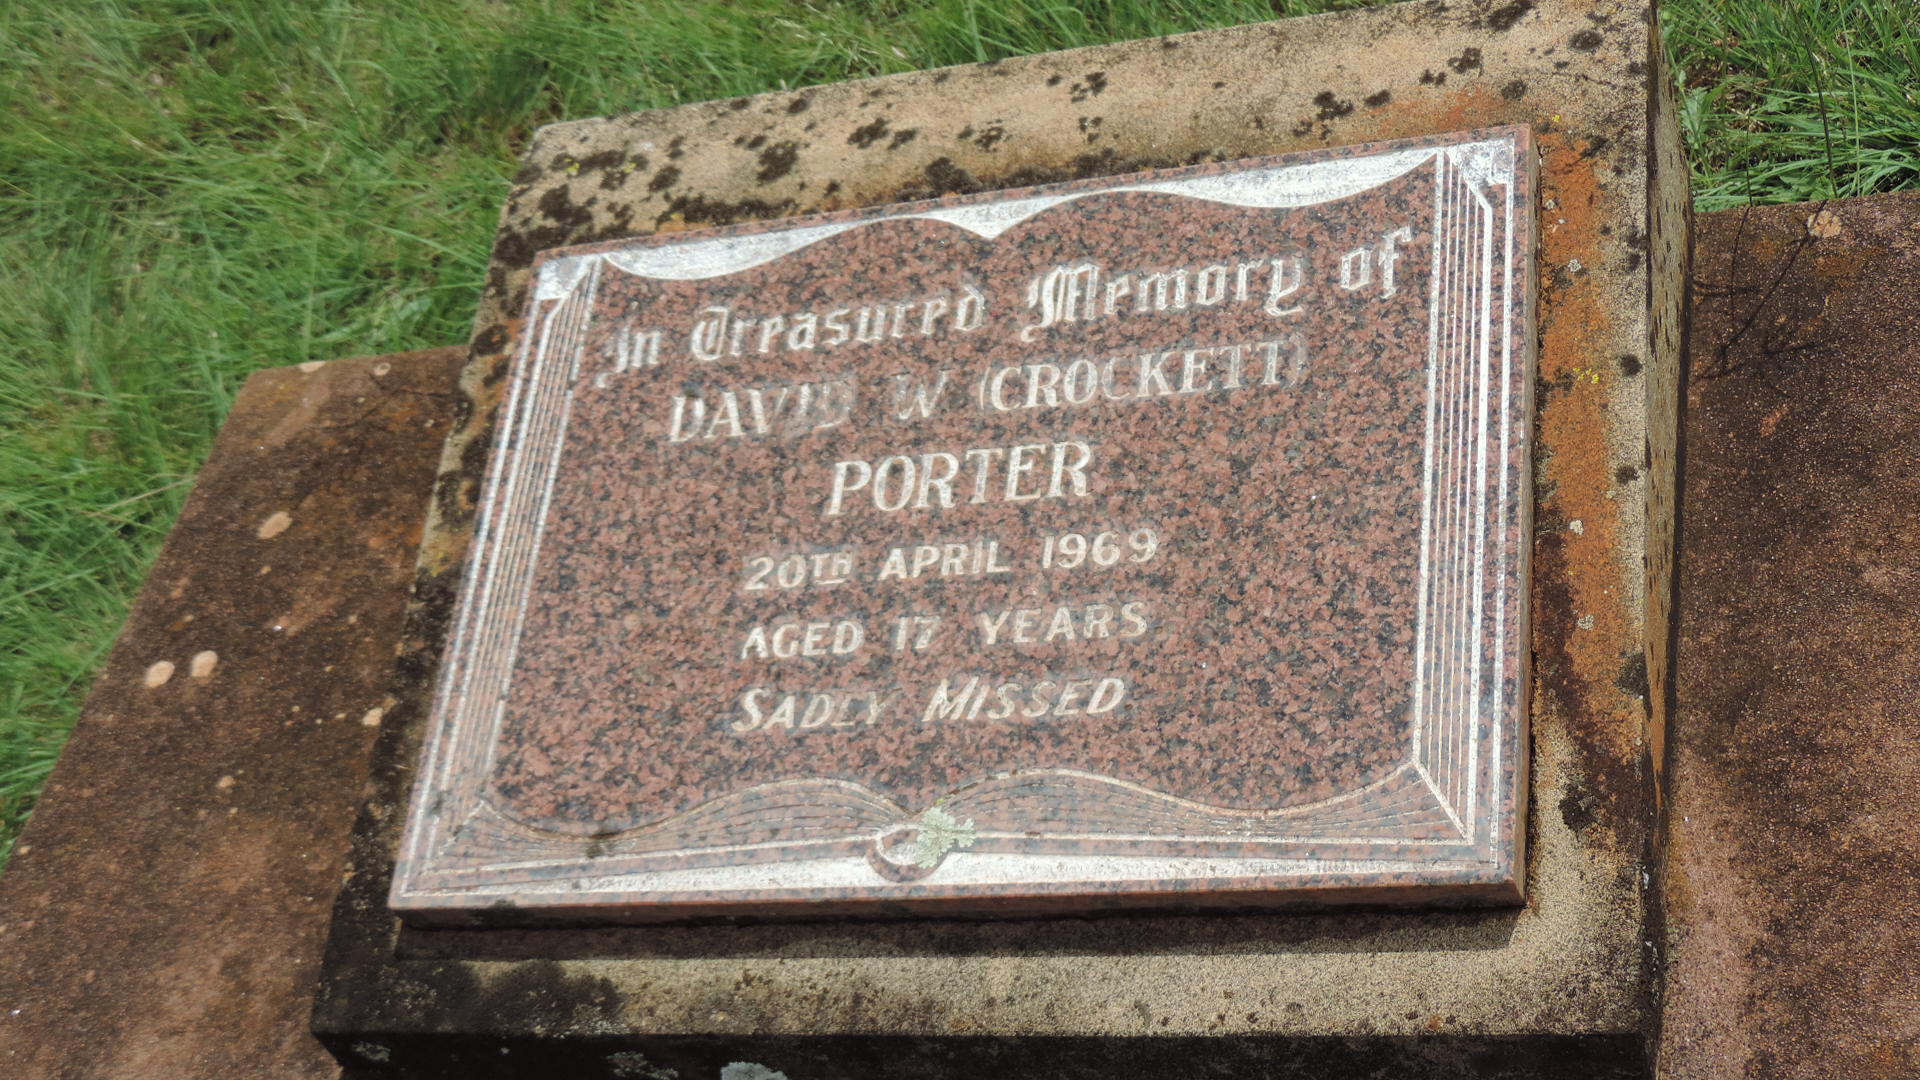 In Treasured Memory of
DAVID W (CROCKETT)
PORTER
20TH APRIL 1969
AGED 17 YEARS
SADLY MISSED